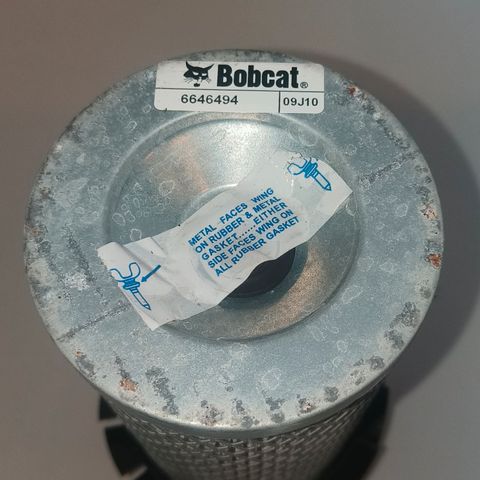 Bobcat®
6646494 09J10
METAL FACES WING
ON RUBBER & METAL
GASKET......EITHER
SIDE FACES WING ON
ALL RUBBER GASKET